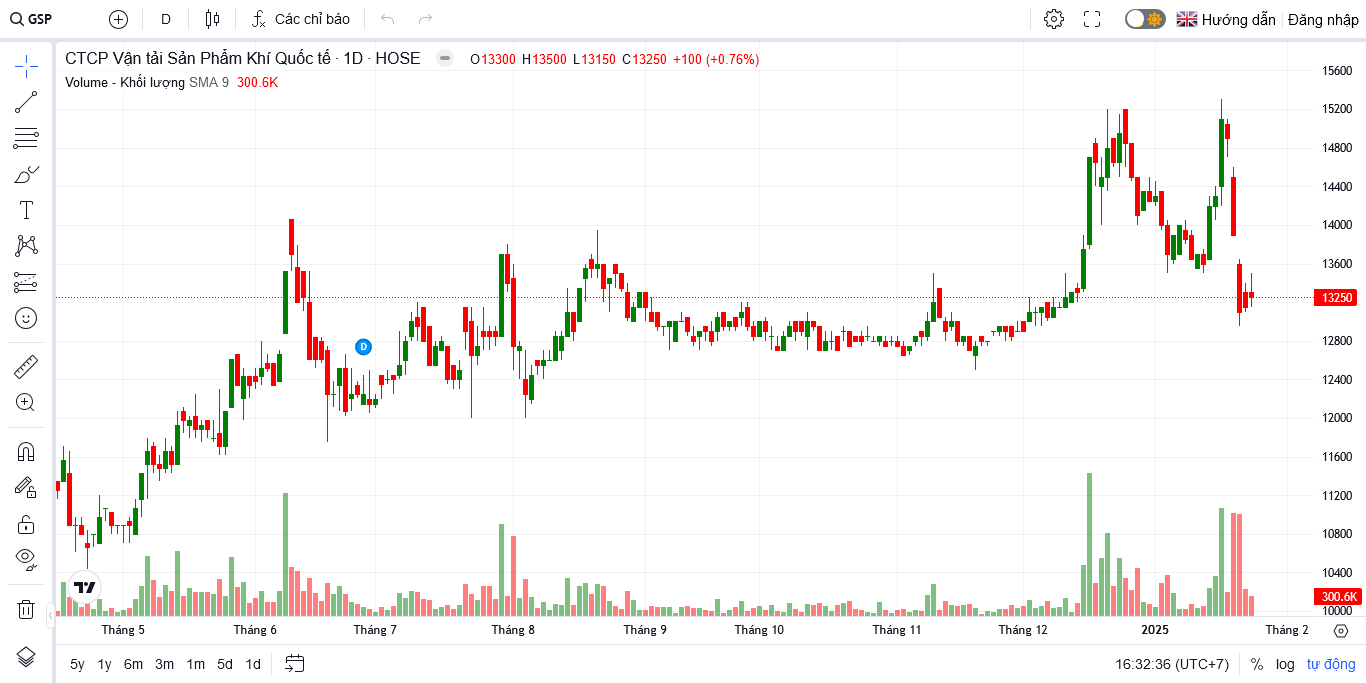 GSP D Các chỉ báo Hướng dẫn Đăng nhập
CTCP Vận tải Sản Phẩm Khí Quốc tế · 1D · HOSE O13300 H13500 L13150 C13250 +100 (+0.76%)
Volume - Khối lượng SMA 9 300.6K
15600
15200
14800
14400
14000
13600
13250
12800
12400
12000
11600
11200
10800
10400
300.6K
10000
D
T
Tháng 5 Tháng 6 Tháng 7 Tháng 8 Tháng 9 Tháng 10 Tháng 11 Tháng 12 2025 Tháng 2
5y 1y 6m 3m 1m 5d 1d 16:32:36 (UTC+7) % log tự động